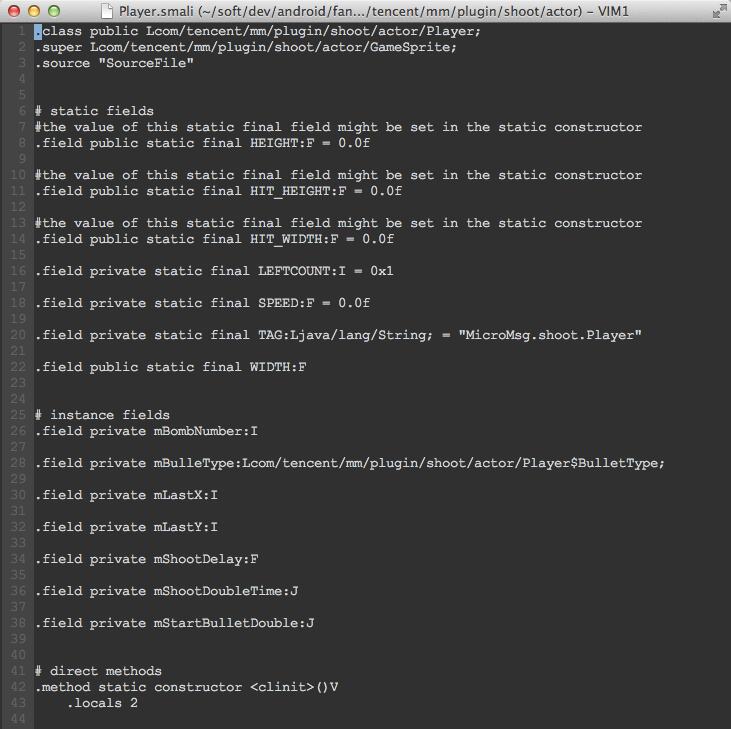 Player.smali (~/soft/dev/android/fan.../tencent/mm/plugin/shoot/actor) – VIM1
1 .class public Lcom/tencent/mm/plugin/shoot/actor/Player;
2 .super Lcom/tencent/mm/plugin/shoot/actor/GameSprite;
3 .source "SourceFile"
4
5
6 # static fields
7 #the value of this static final field might be set in the static constructor
8 .field public static final HEIGHT:F = 0.0f
9
10 #the value of this static final field might be set in the static constructor
11 .field public static final HIT_HEIGHT:F = 0.0f
12
13 #the value of this static final field might be set in the static constructor
14 .field public static final HIT_WIDTH:F = 0.0f
15
16 .field private static final LEFTCOUNT:I = 0x1
17
18 .field private static final SPEED:F = 0.0f
19
20 .field private static final TAG:Ljava/lang/String; = "MicroMsg.shoot.Player"
21
22 .field public static final WIDTH:F
23
24
25 # instance fields
26 .field private mBombNumber:I
27
28 .field private mBulleType:Lcom/tencent/mm/plugin/shoot/actor/Player$BulletType;
29
30 .field private mLastX:I
31
32 .field private mLastY:I
33
34 .field private mShootDelay:F
35
36 .field private mShootDoubleTime:J
37
38 .field private mStartBulletDouble:J
39
40
41 # direct methods
42 .method static constructor <clinit>()V
43     .locals 2
44